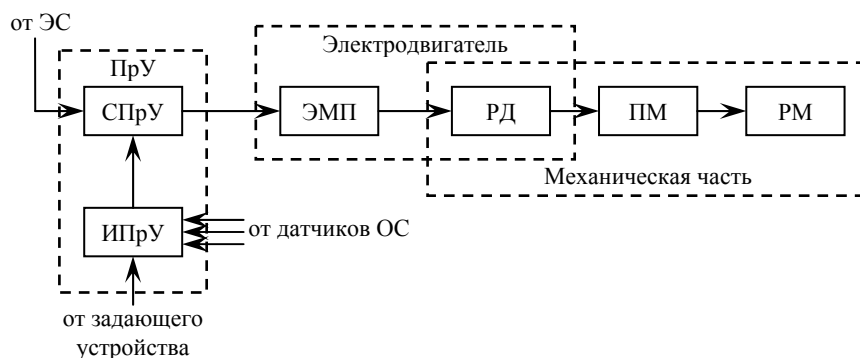 от ЭС
Электродвигатель
ПрУ
СПрУ
ЭМП
РД
ПМ
РМ
Механическая часть
ИПрУ
от датчиков ОС
от задающего
устройства